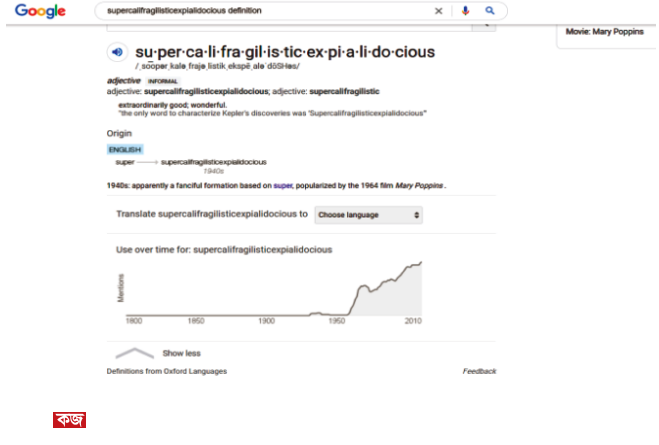 Google
supercalifragilisticexpialidocious definition
Movie: Mary Poppins
su·per·ca·li·fra·gil·is·tic·ex·pi·a·li·do·cious
/ˌso͞opərˌkaləˌfrajəˌlistikˌekspēˌaləˈdōSHəs/
adjective INFORMAL
adjective: supercalifragilisticexpialidocious; adjective: supercalifragilistic
extraordinarily good; wonderful.
"the only word to characterize Kepler's discoveries was 'Supercalifragilisticexpialidocious"
Origin
ENGLISH
super supercalifragilisticexpialidocious
1940s
1940s: apparently a fanciful formation based on super, popularized by the 1964 film Mary Poppins.
Translate supercalifragilisticexpialidocious to Choose language
Use over time for: supercalifragilisticexpialidocious
Mentions
1800 1850 1900 1950 2010
Show less
Definitions from Oxford Languages Feedback
কজ